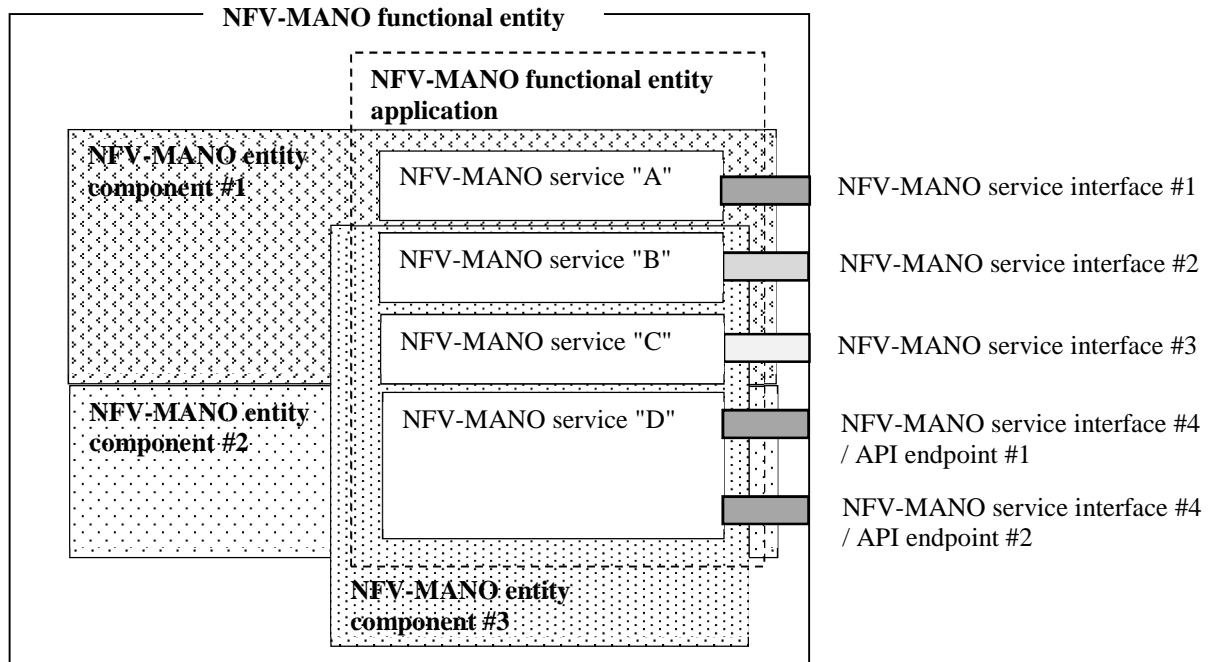 NFV-MANO functional entity
NFV-MANO functional entity
application
NFV-MANO entity
component #1
NFV-MANO service "A"
NFV-MANO service interface #1
NFV-MANO service "B"
NFV-MANO service interface #2
NFV-MANO service "C"
NFV-MANO service interface #3
NFV-MANO entity
component #2
NFV-MANO service "D"
NFV-MANO service interface #4
/ API endpoint #1
NFV-MANO service interface #4
/ API endpoint #2
NFV-MANO entity
component #3